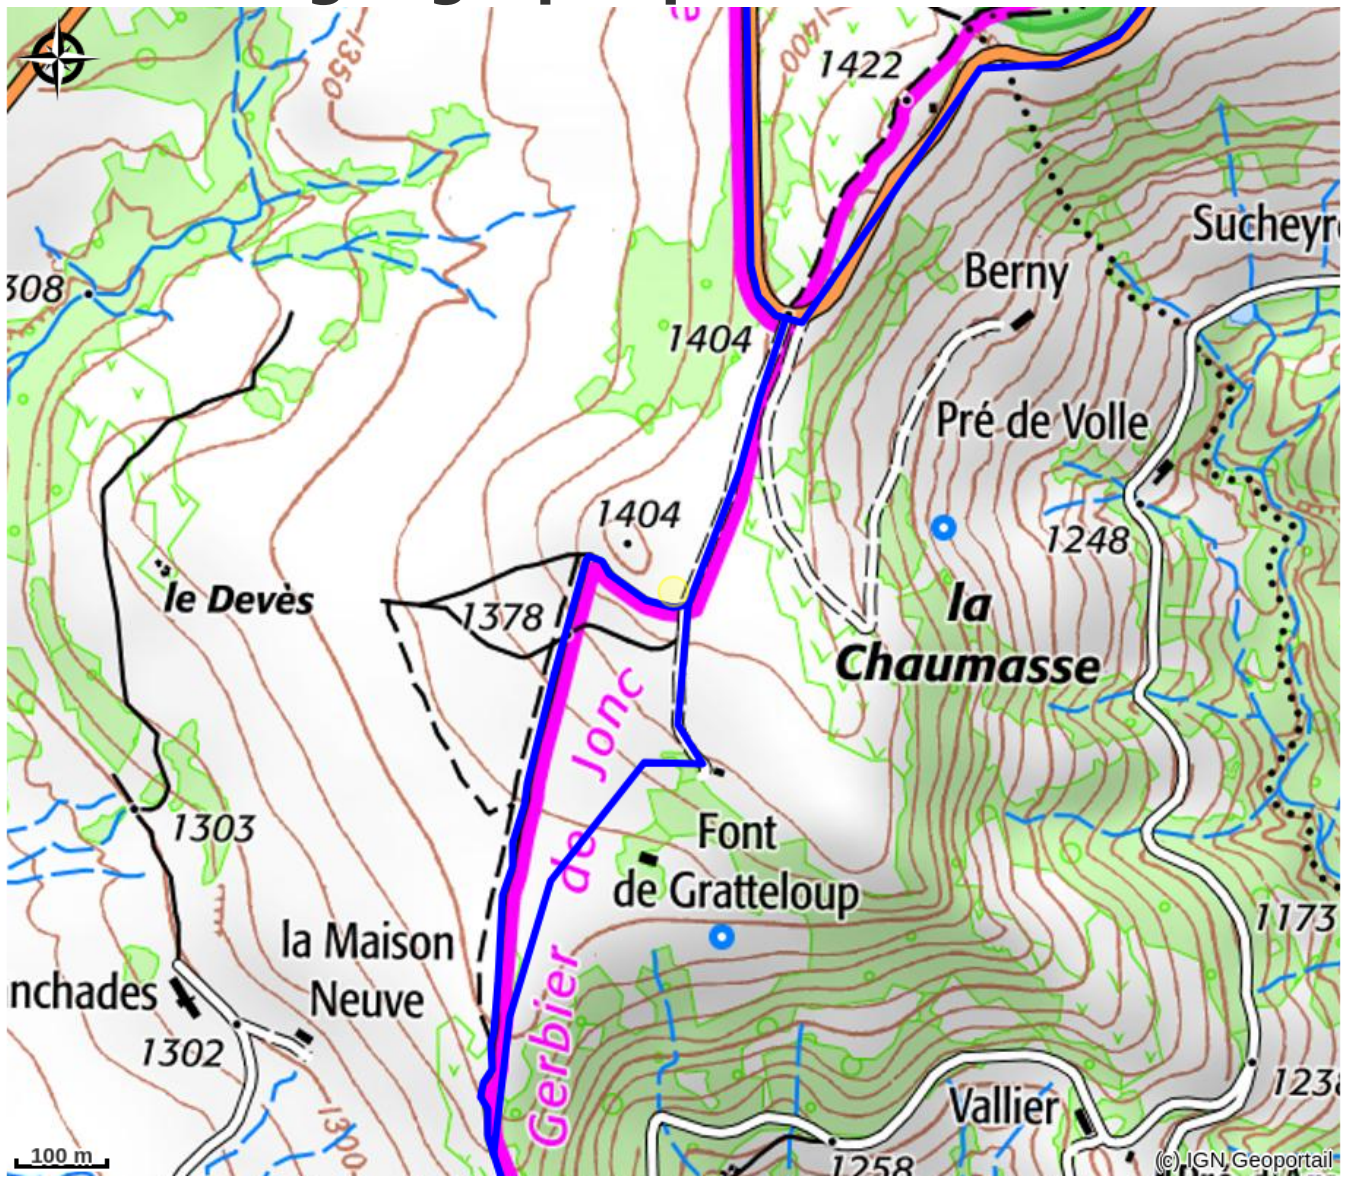 1350
1400
1422
Sucheyr
Berny
308
1404
Pré de Volle
1404
1248
le Devès
1378
la
Chaumasse
Gerbier de Jonc
1303
Font
de Gratteloup
1173
la Maison
Neuve
nchades
1302
1300
Vallier
123
1258
100 m
(c) IGN Geoportail